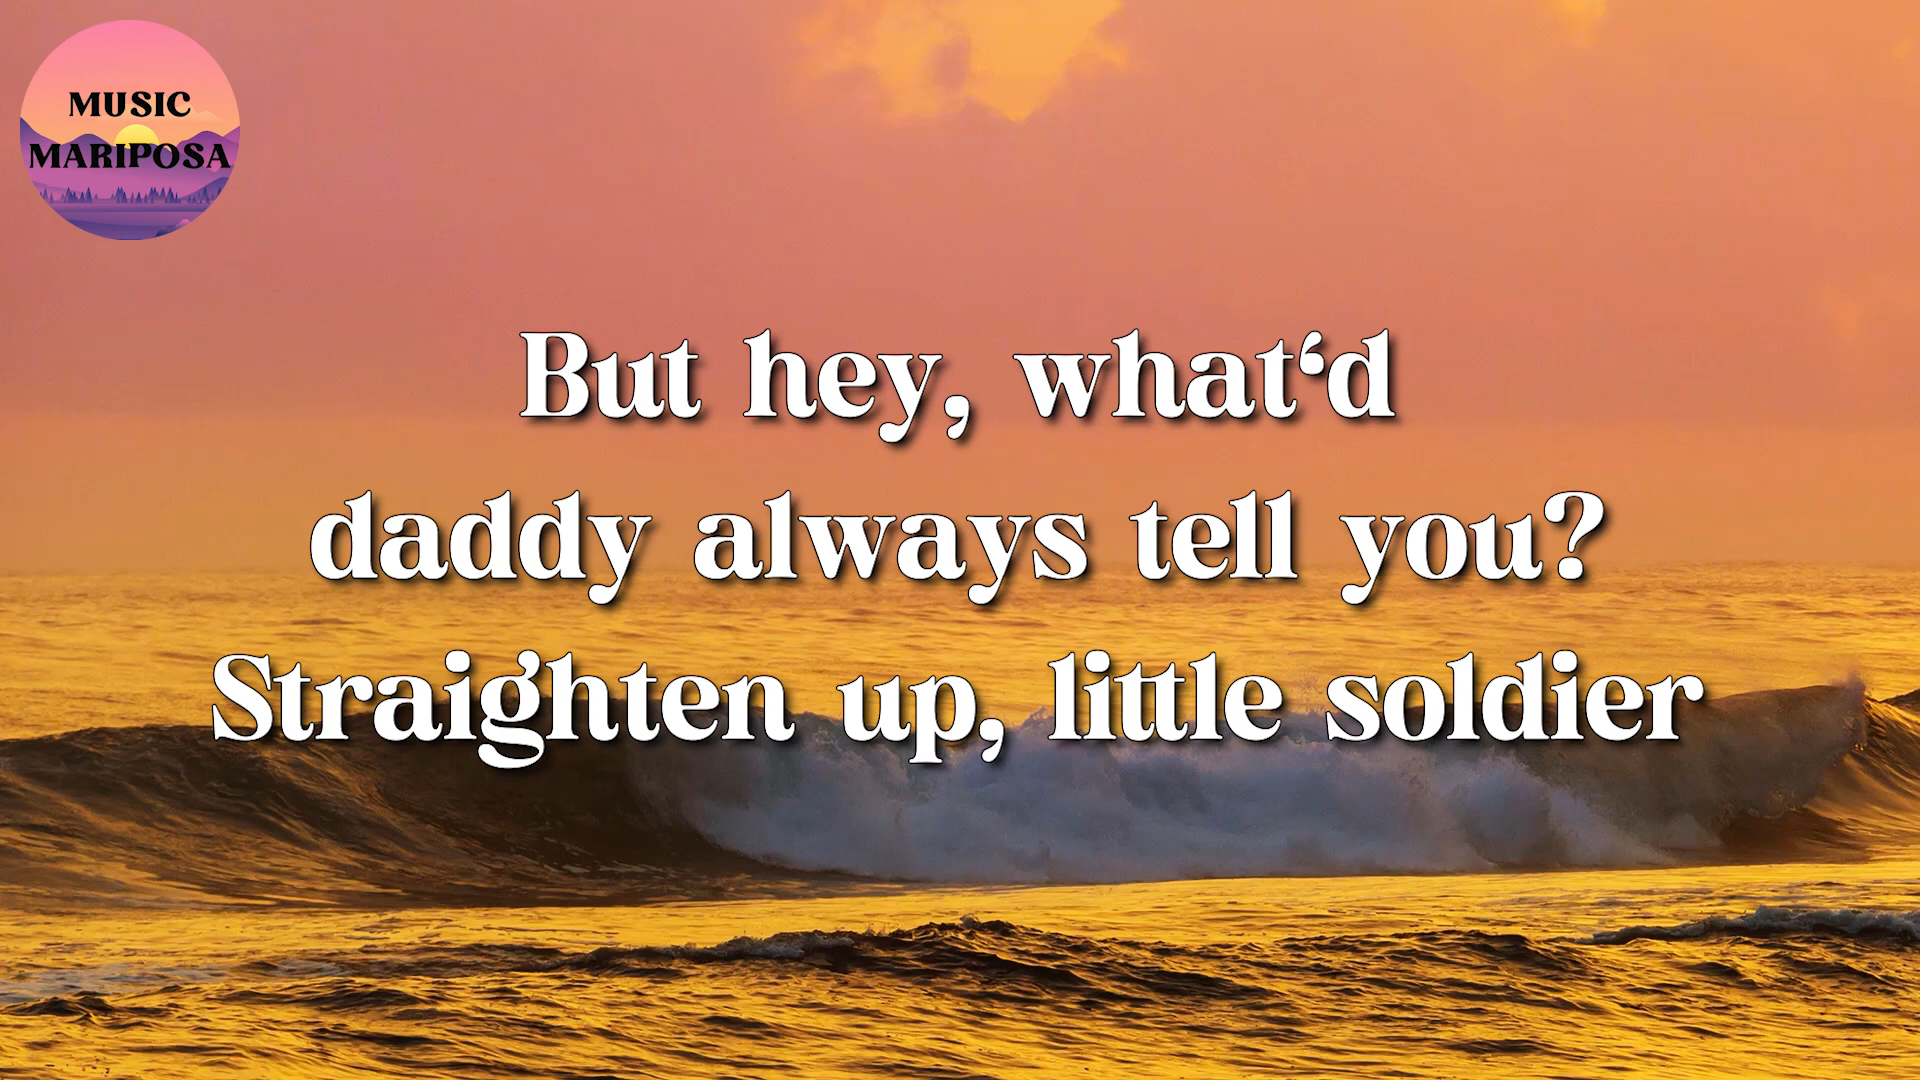 MUSIC
MARIPOSA
But hey, what‘d
daddy always tell you?
Straighten up, little soldier